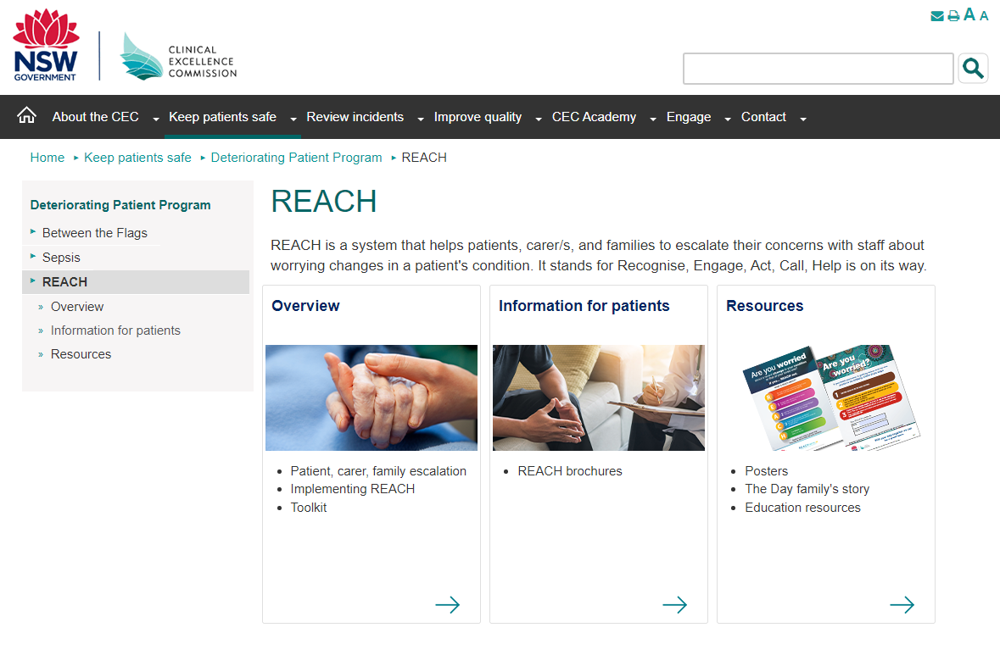 A A
NSW
GOVERNMENT
CLINICAL
EXCELLENCE
COMMISSION
About the CEC
Keep patients safe
Review incidents
Improve quality
CEC Academy
Engage
Contact
Home ▸ Keep patients safe ▸ Deteriorating Patient Program ▸ REACH
Deteriorating Patient Program
Between the Flags
Sepsis
REACH
» Overview
» Information for patients
» Resources
REACH
REACH is a system that helps patients, carer/s, and families to escalate their concerns with staff about
worrying changes in a patient's condition. It stands for Recognise, Engage, Act, Call, Help is on its way.
Overview
• Patient, carer, family escalation
• Implementing REACH
• Toolkit
Information for patients
• REACH brochures
Resources
Are you worried
Are you
worried?
1
2
3
• Posters
• The Day family's story
• Education resources